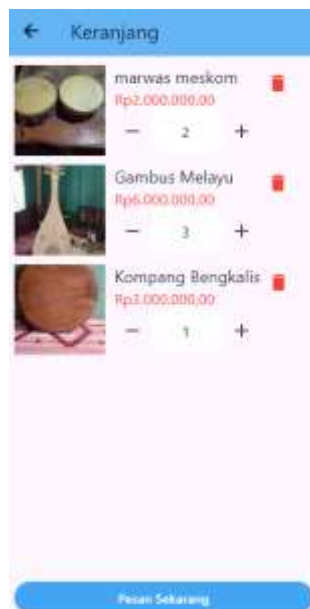 Keranjang
marwas meskom
Rp2.000.000,00
2
Gambus Melayu
Rp6.000.000,00
3
Kompang Bengkalis
Rp3.000.000,00
1
Pesan Sekarang